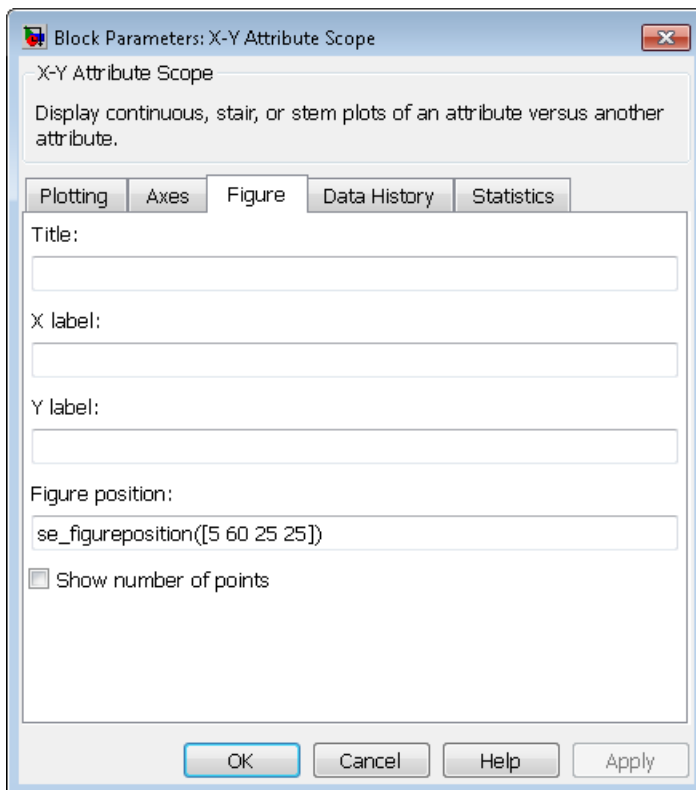 Block Parameters: X-Y Attribute Scope
X-Y Attribute Scope
Display continuous, stair, or stem plots of an attribute versus another
attribute.
Plotting Axes Figure Data History Statistics
Title:
X label:
Y label:
Figure position:
se_figureposition([5 60 25 25])
Show number of points
OK Cancel Help Apply